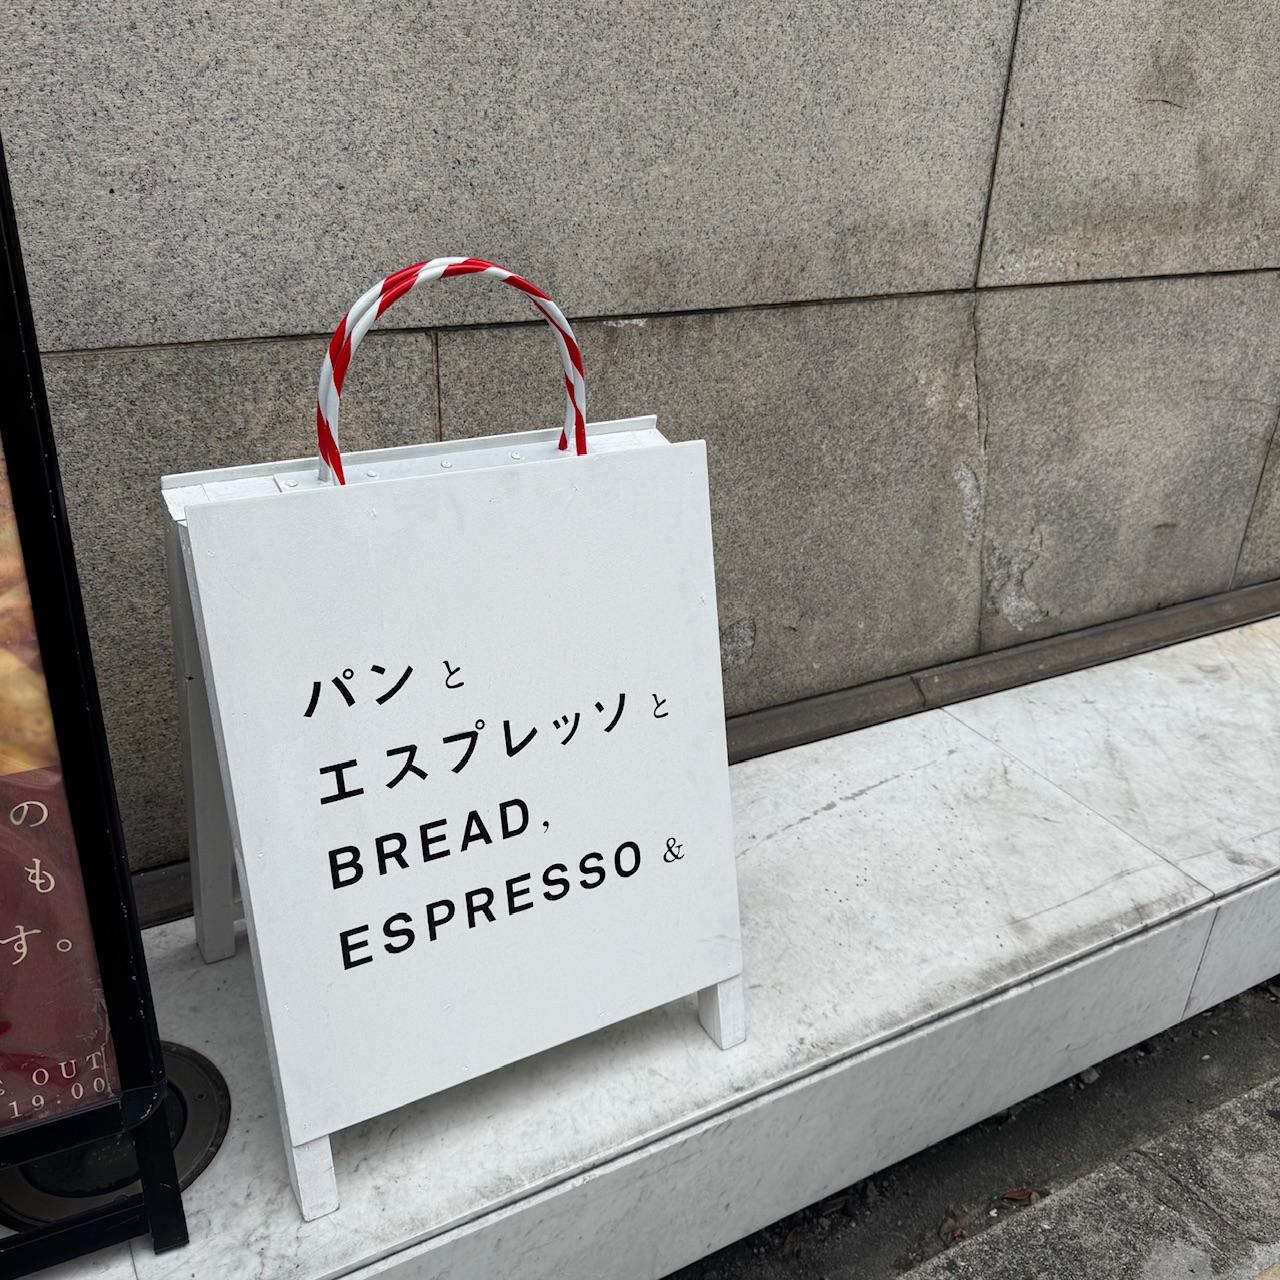 パンと
エスプレッソと
BREAD,
ESPRESSO &
の
も
す。
OUT
19:00